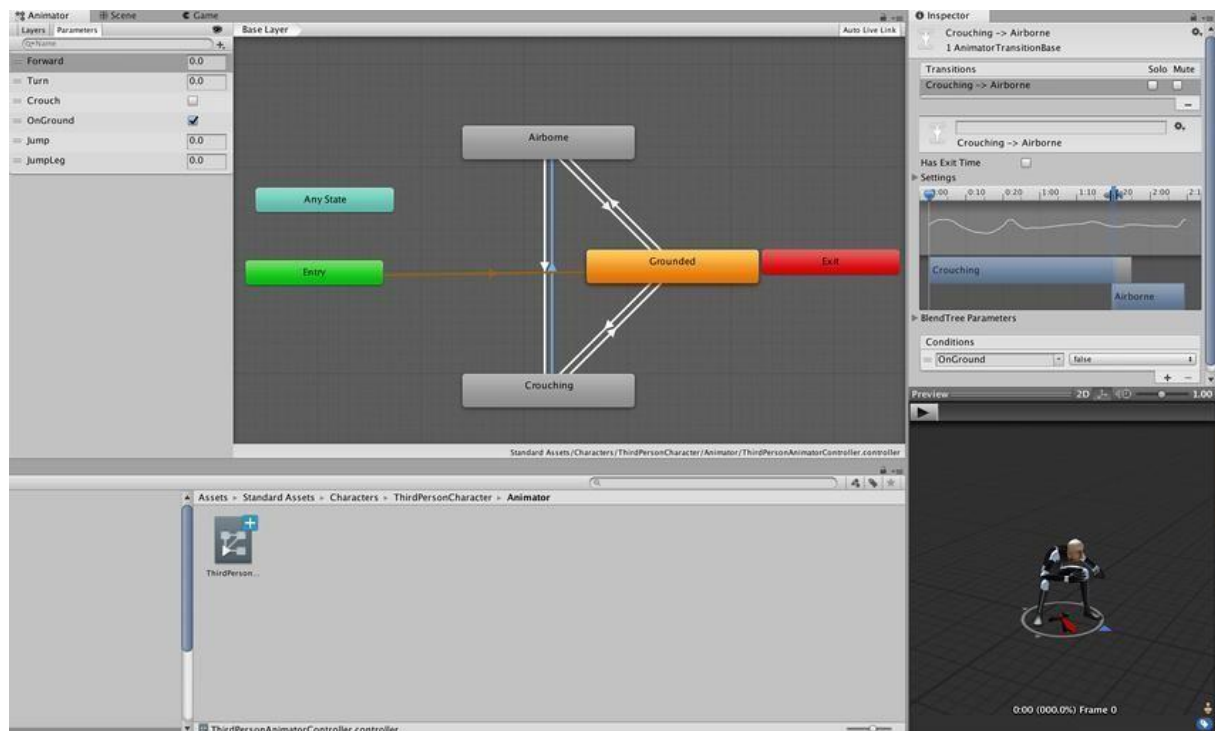 Animator
Scene
Game
Layers
Parameters
Name
Forward
0.0
Turn
0.0
Crouch
OnGround
Jump
0.0
JumpLeg
0.0
Base Layer
Auto Live Link
Airborne
Any State
Entry
Grounded
Exit
Crouching
Standard Assets/Characters/ThirdPersonCharacter/Animator/ThirdPersonAnimatorController.controller
Assets ▸ Standard Assets ▸ Characters ▸ ThirdPersonCharacter ▸ Animator
ThirdPerson...
ThirdPersonAnimatorController.controller
Inspector
Crouching -> Airborne
1 AnimatorTransitionBase
Transitions
Solo Mute
Crouching -> Airborne
Crouching -> Airborne
Has Exit Time
Settings
0:10 0:20 1:00 1:10 2:00
Crouching
Airborne
BlendTree Parameters
Conditions
OnGround
false
+ -
Preview
2D
1.00
0:00 (000.0%) Frame 0